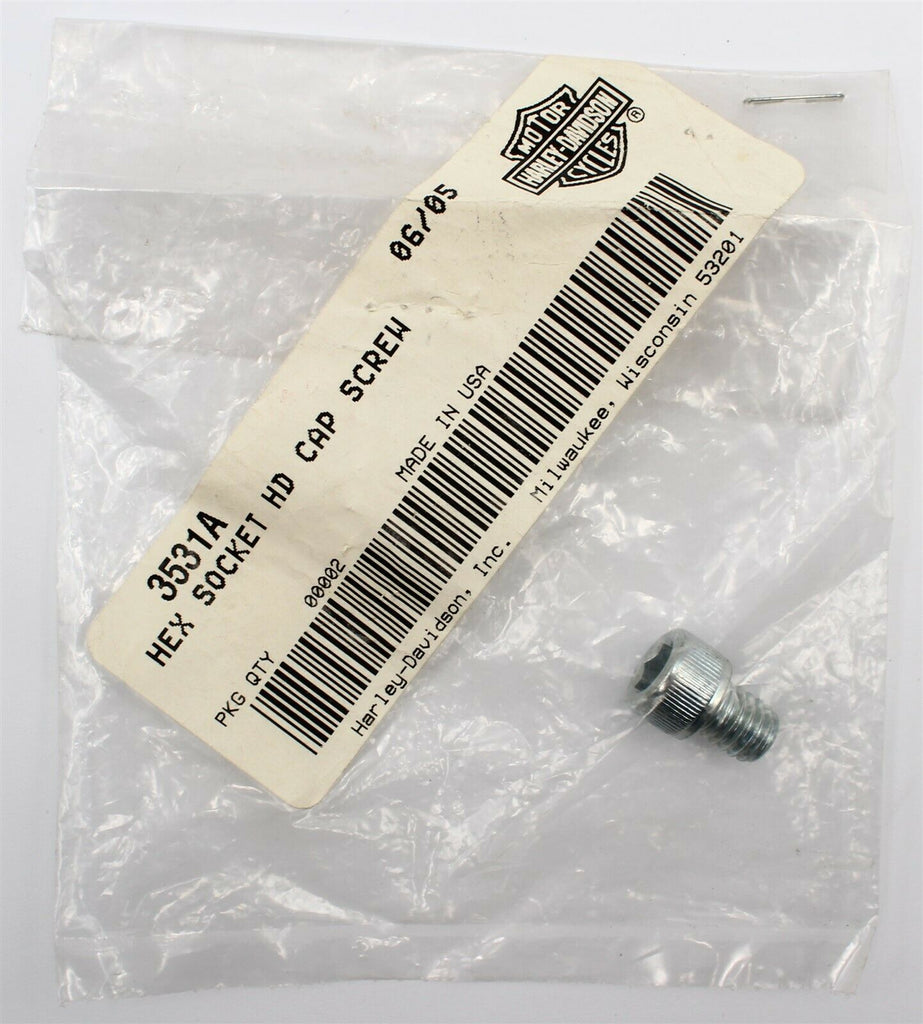 MOTOR
HARLEY-DAVIDSON
CYCLES ®
3531A
HEX SOCKET HD CAP SCREW 06/05
PKG QTY 00002 MADE IN USA
Harley-Davidson, Inc. Milwaukee, Wisconsin 53201